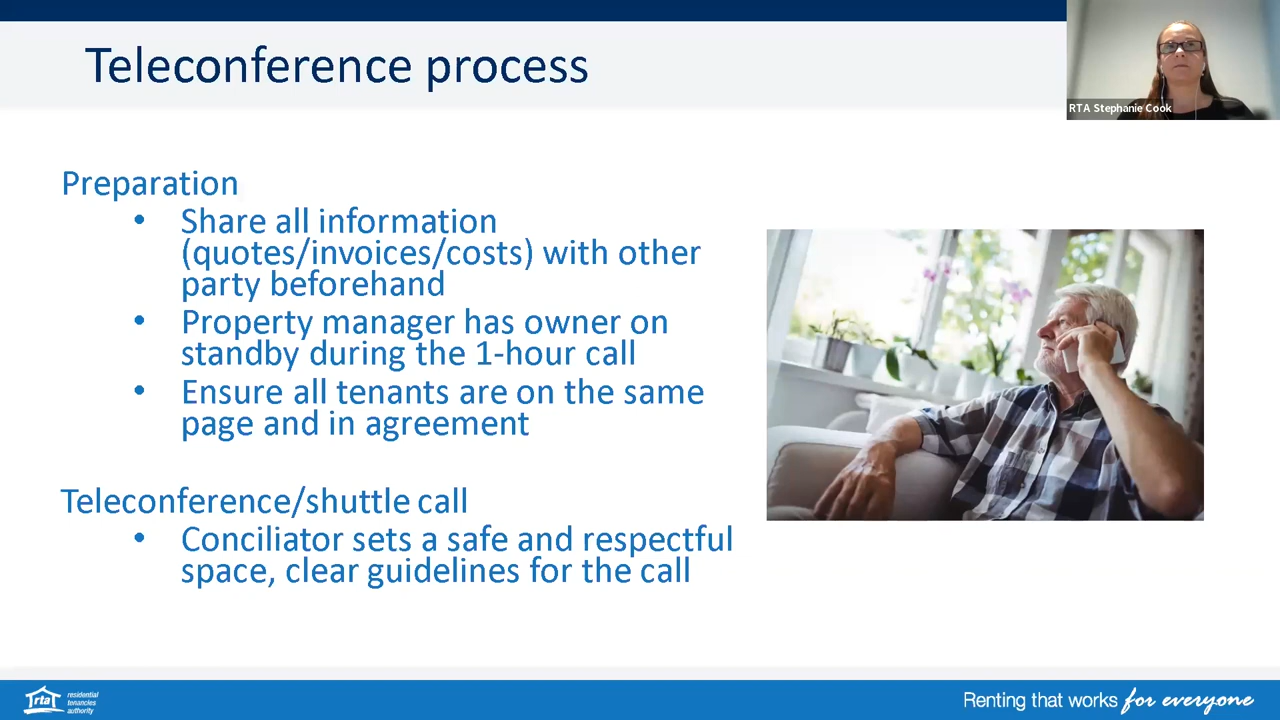 Teleconference process
RTA Stephanie Cook
Preparation
• Share all information
(quotes/invoices/costs) with other
party beforehand
• Property manager has owner on
standby during the 1-hour call
• Ensure all tenants are on the same
page and in agreement
Teleconference/shuttle call
• Conciliator sets a safe and respectful
space, clear guidelines for the call
rta
residential
tenancies
authority
Renting that works for everyone